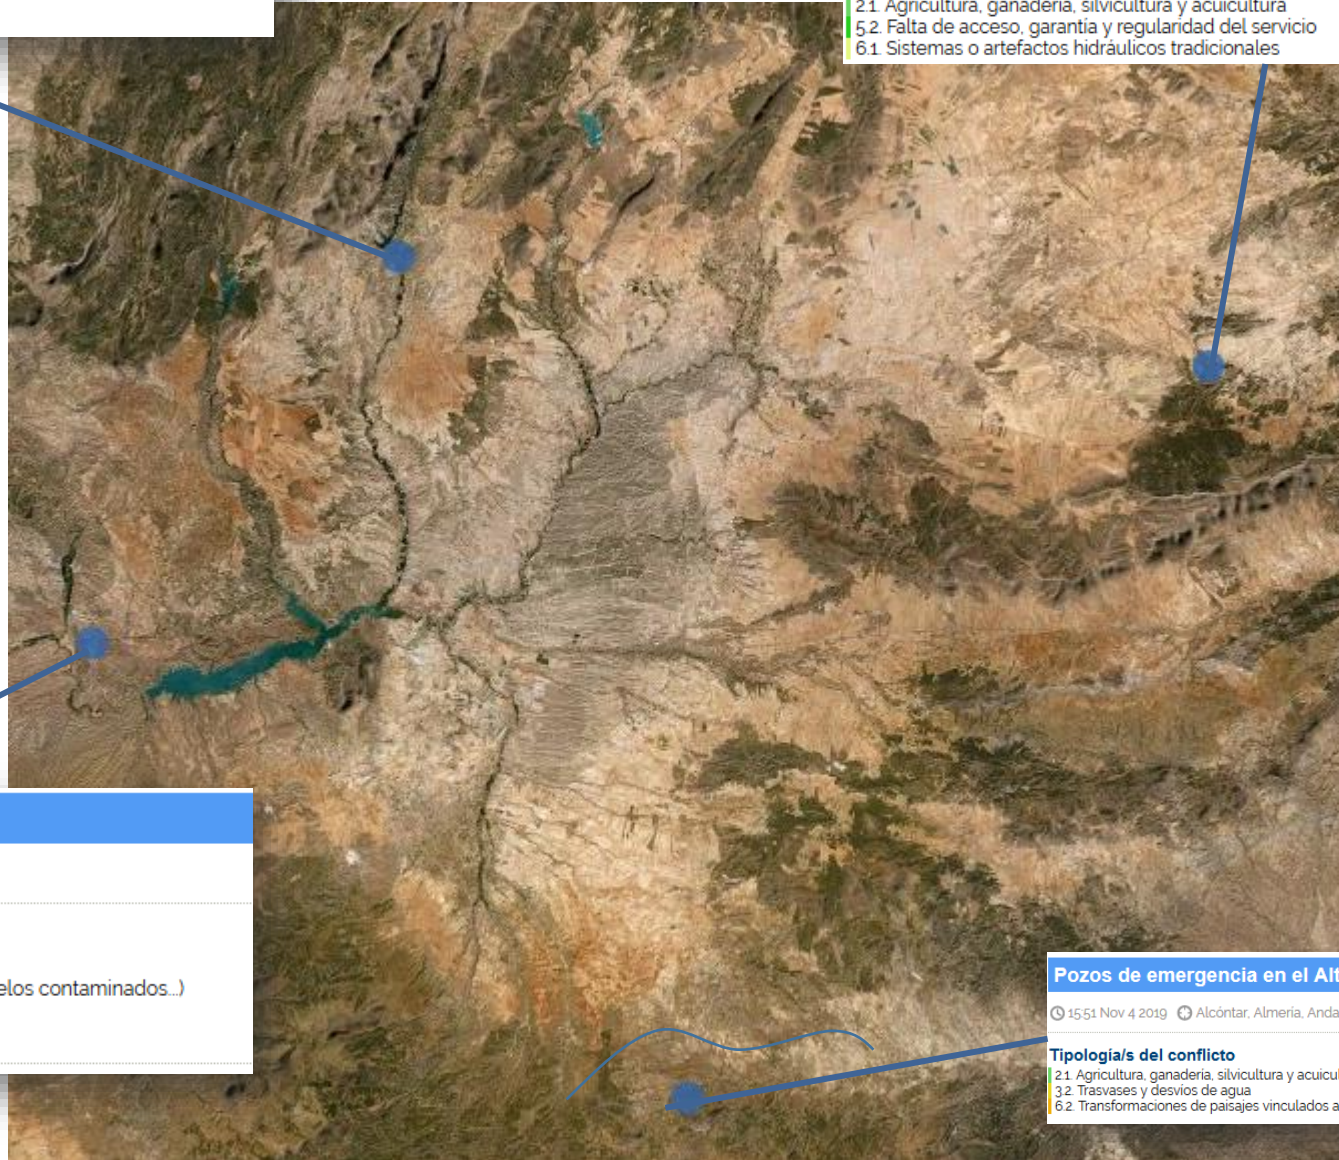 2.1. Agricultura, ganadería, silvicultura y acuicultura
5.2. Falta de acceso, garantía y regularidad del servicio
6.1. Sistemas o artefactos hidráulicos tradicionales
elos contaminados...)
Pozos de emergencia en el Alt
15:51 Nov 4 2019 Alcóntar, Almería, Anda
Tipología/s del conflicto
2.1. Agricultura, ganadería, silvicultura y acuicul
3.2. Trasvases y desvíos de agua
6.2. Transformaciones de paisajes vinculados a